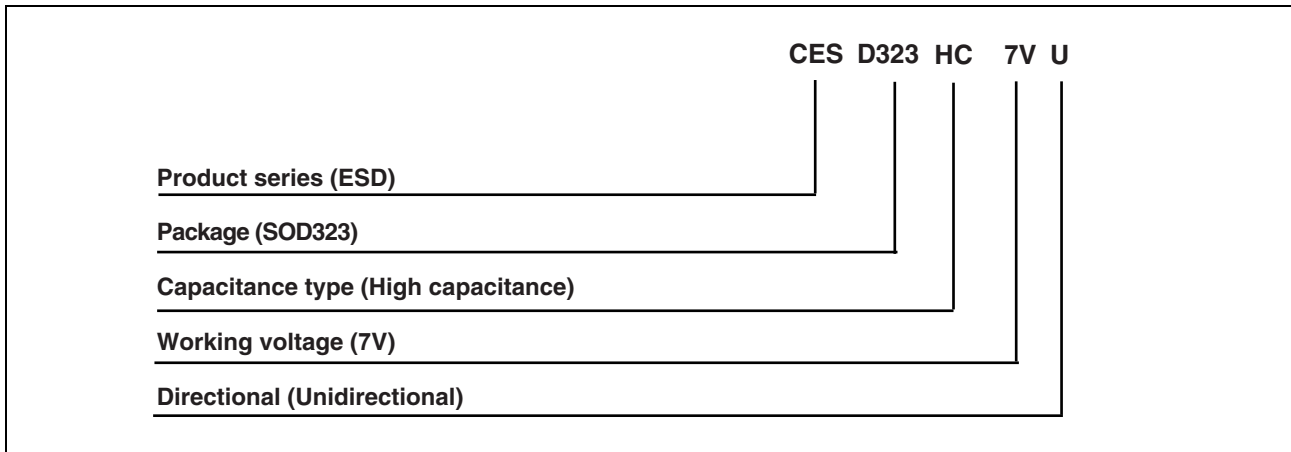 CES D323 HC 7V U
Product series (ESD)
Package (SOD323)
Capacitance type (High capacitance)
Working voltage (7V)
Directional (Unidirectional)